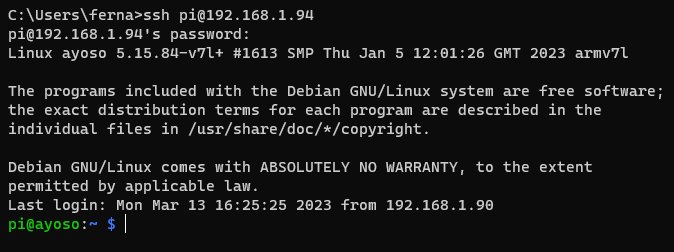 C:\Users\ferna>ssh pi@192.168.1.94
pi@192.168.1.94's password:
Linux ayoso 5.15.84-v7l+ #1613 SMP Thu Jan 5 12:01:26 GMT 2023 armv7l
The programs included with the Debian GNU/Linux system are free software;
the exact distribution terms for each program are described in the
individual files in /usr/share/doc/*/copyright.
Debian GNU/Linux comes with ABSOLUTELY NO WARRANTY, to the extent
permitted by applicable law.
Last login: Mon Mar 13 16:25:25 2023 from 192.168.1.90
pi@ayoso:~ $